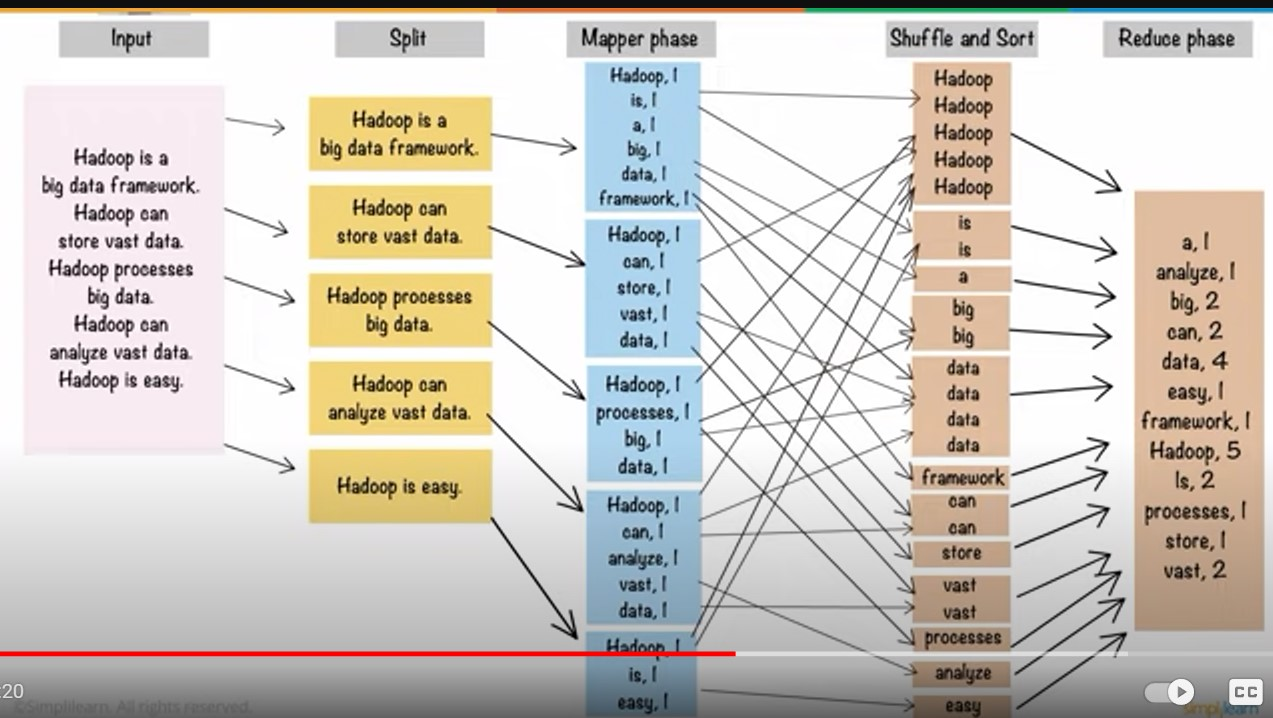 Input
Split
Mapper phase
Shuffle and Sort
Reduce phase
Hadoop is a
big data framework.
Hadoop can
store vast data.
Hadoop processes
big data.
Hadoop can
analyze vast data.
Hadoop is easy.
Hadoop is a
big data framework.
Hadoop can
store vast data.
Hadoop processes
big data.
Hadoop can
analyze vast data.
Hadoop is easy.
Hadoop, 1
is, 1
a, 1
big, 1
data, 1
framework, 1
Hadoop, 1
can, 1
store, 1
vast, 1
data, 1
Hadoop, 1
processes, 1
big, 1
data, 1
Hadoop, 1
can, 1
analyze, 1
vast, 1
data, 1
Hadoop, 1
is, 1
easy, 1
Hadoop
Hadoop
Hadoop
Hadoop
Hadoop
is
is
a
big
big
data
data
data
data
framework
can
can
store
vast
vast
processes
analyze
easy
a, 1
analyze, 1
big, 2
can, 2
data, 4
easy, 1
framework, 1
Hadoop, 5
Is, 2
processes, 1
store, 1
vast, 2
:20
©Simplilearn. All rights reserved.
CC
simplilearn